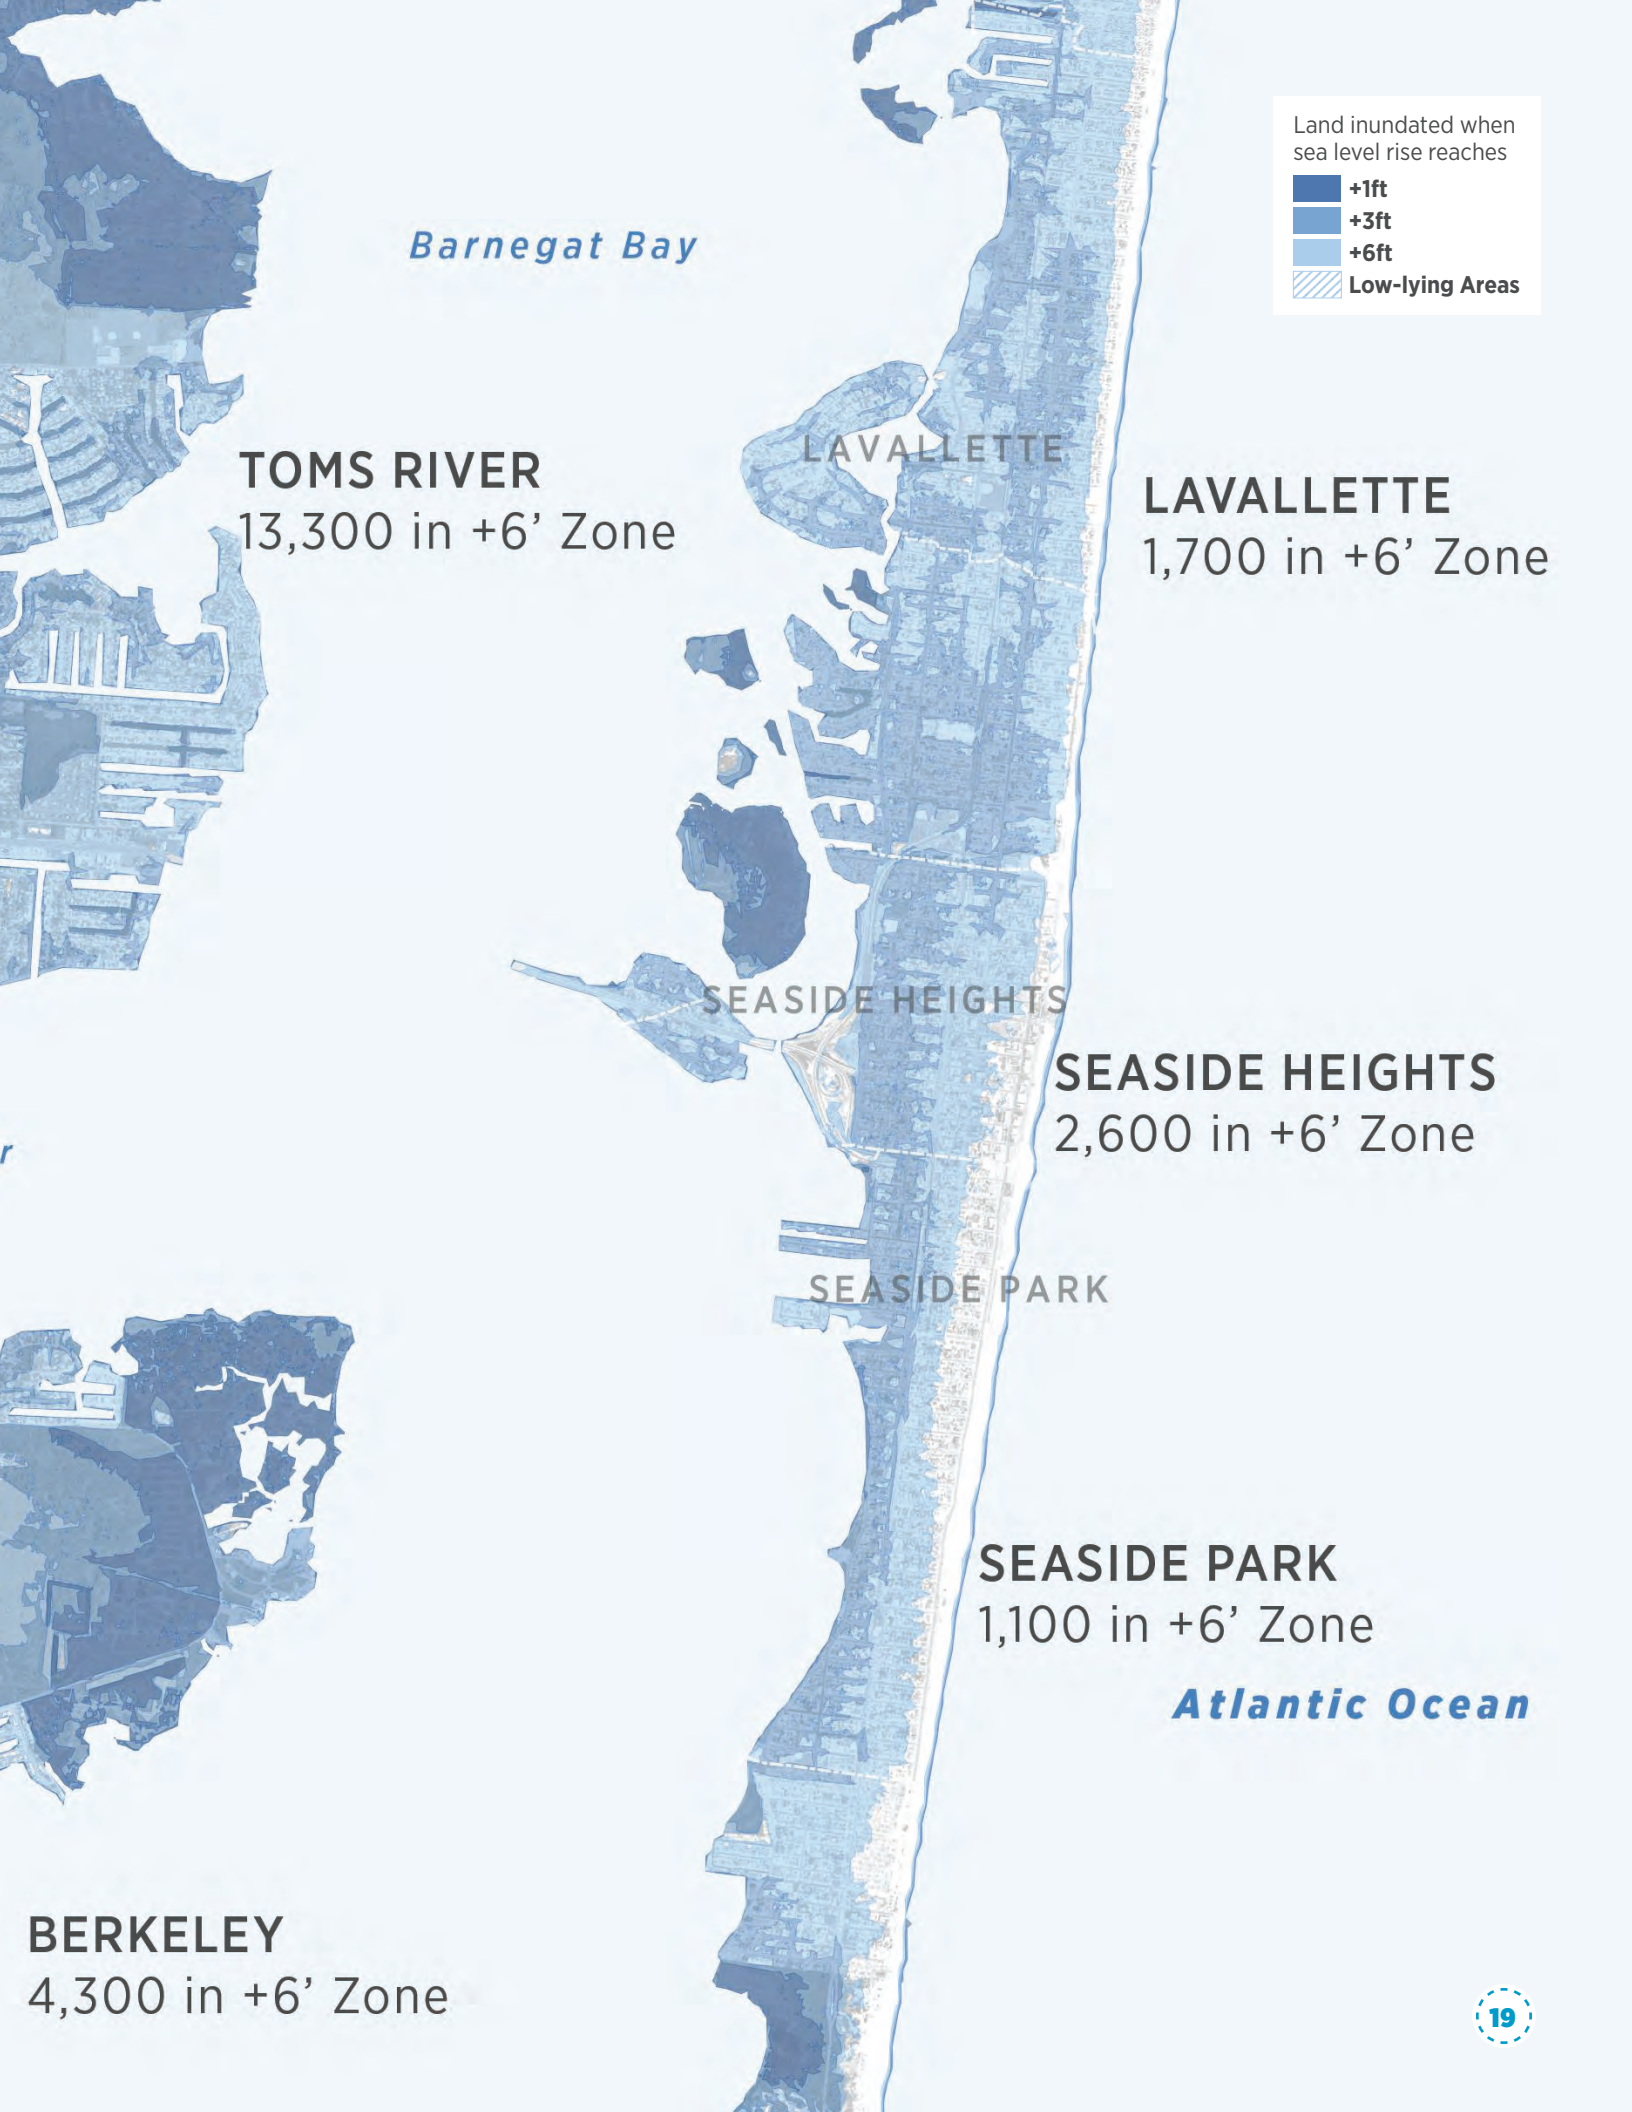 Land inundated when
sea level rise reaches
+1ft
+3ft
+6ft
Low-lying Areas
Barnegat Bay
LAVALLETTE
TOMS RIVER
13,300 in +6’ Zone
LAVALLETTE
1,700 in +6’ Zone
SEASIDE HEIGHTS
SEASIDE HEIGHTS
2,600 in +6’ Zone
r
SEASIDE PARK
SEASIDE PARK
1,100 in +6’ Zone
Atlantic Ocean
BERKELEY
4,300 in +6’ Zone
19